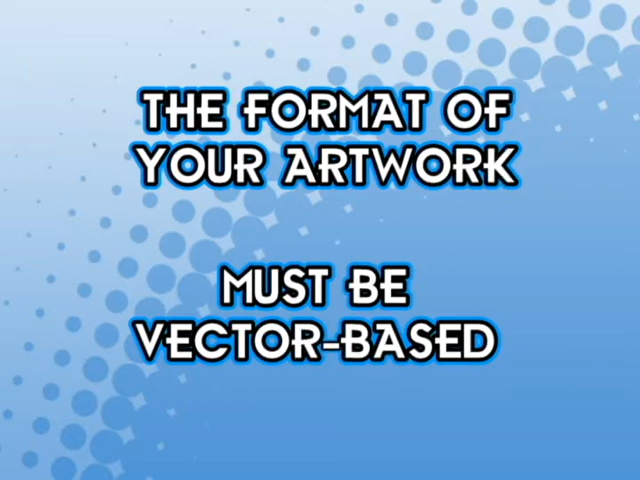 THE FORMAT OF
YOUR ARTWORK
MUST BE
VECTOR-BASED